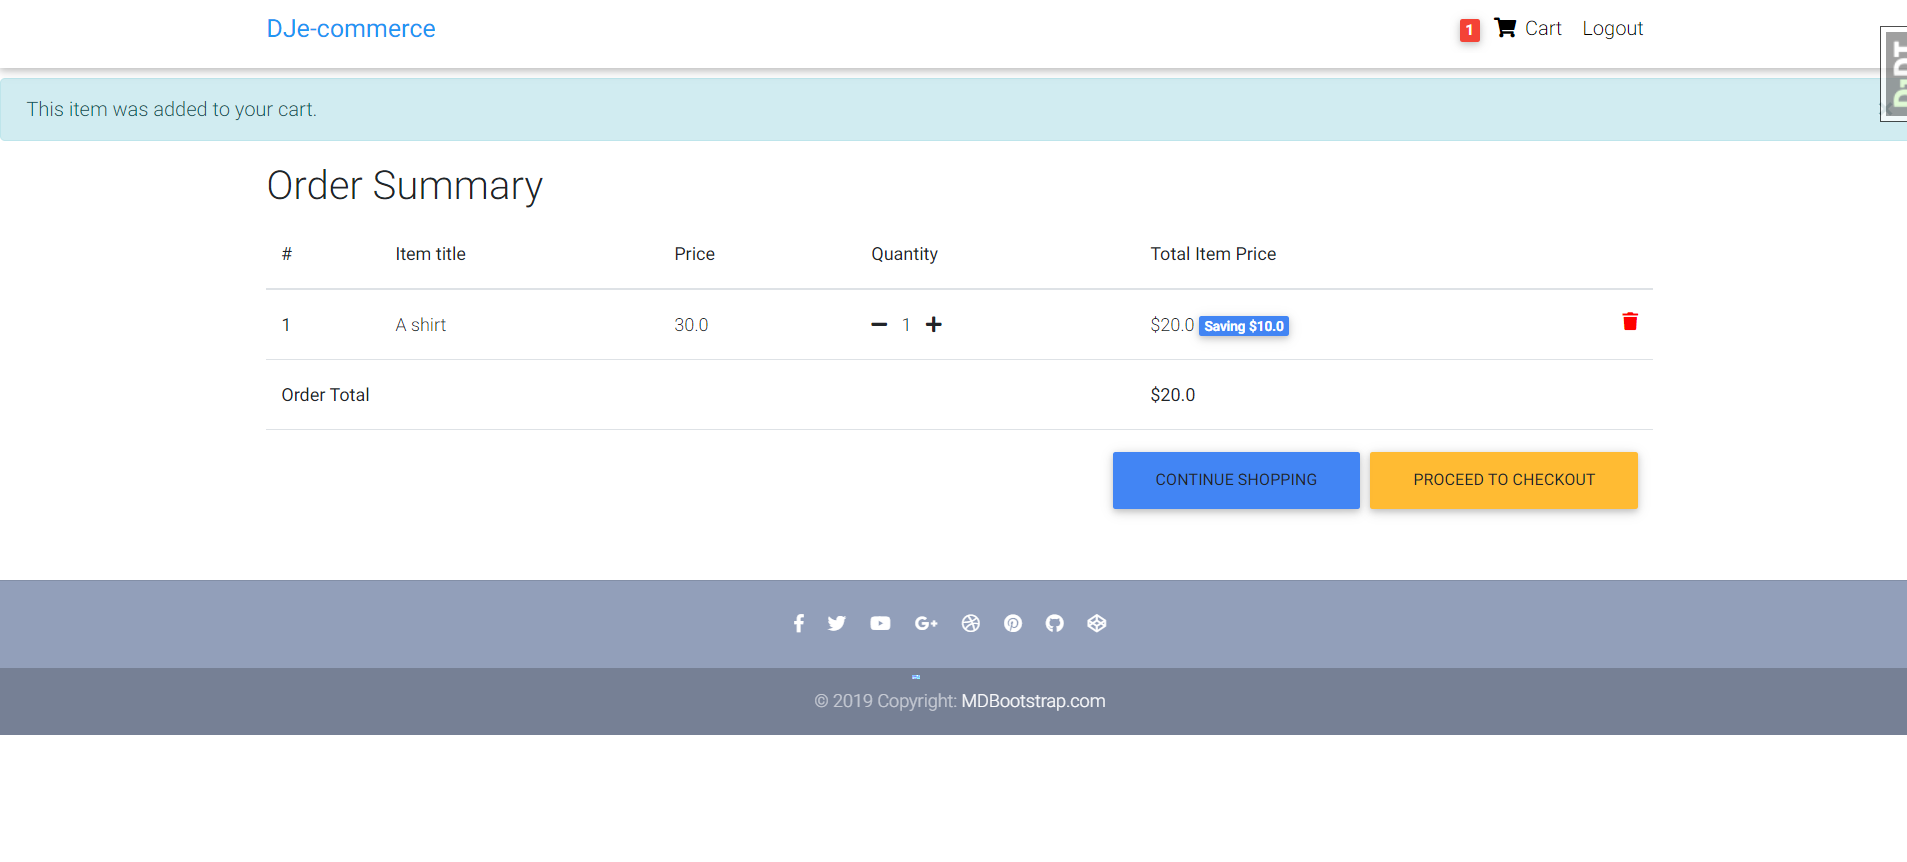 DJe-commerce
1 Cart Logout
DjDT
This item was added to your cart.
Order Summary
# Item title Price Quantity Total Item Price
1 A shirt 30.0 1 $20.0 Saving $10.0
Order Total $20.0
CONTINUE SHOPPING PROCEED TO CHECKOUT
© 2019 Copyright: MDBootstrap.com